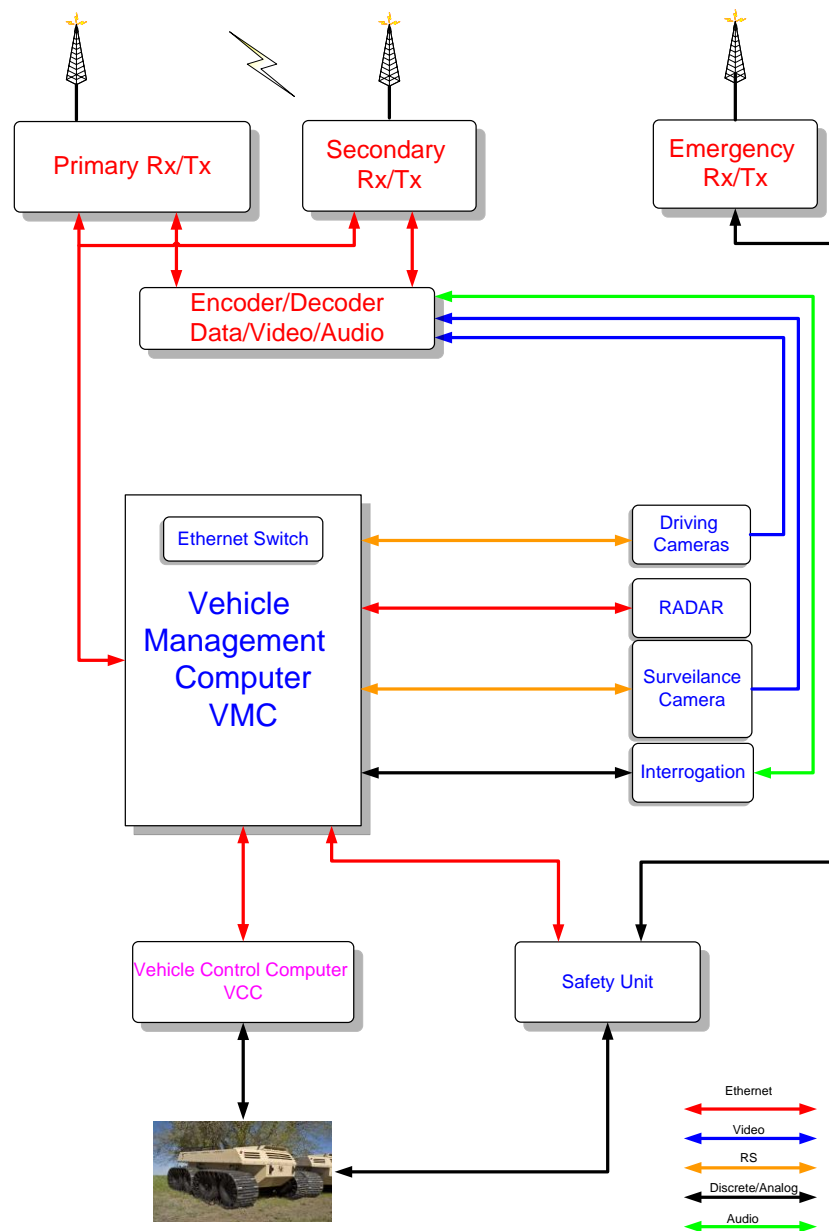 Primary Rx/Tx
Secondary
Rx/Tx
Emergency
Rx/Tx
Encoder/Decoder
Data/Video/Audio
Ethernet Switch
Vehicle
Management
Computer
VMC
Driving
Cameras
RADAR
Surveilance
Camera
Interrogation
Vehicle Control Computer
VCC
Safety Unit
Ethernet
Video
RS
Discrete/Analog
Audio